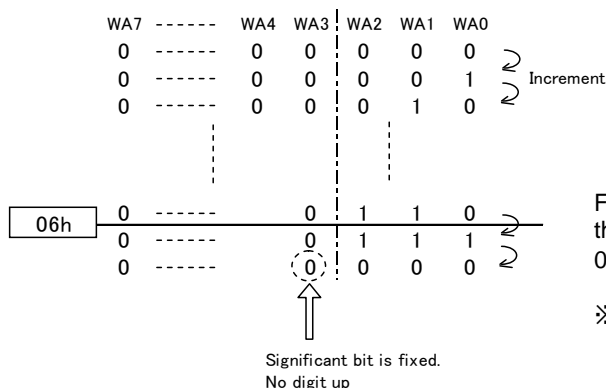 WA7 ------ WA4 WA3 WA2 WA1 WA0
0 ------ 0 0 0 0 0
0 ------ 0 0 0 0 1
0 ------ 0 0 0 1 0
Increment
0 ------ 0 1 1 0
06h
0 ------ 0 1 1 1
0 ------ 0 0 0 0
F
th
0
※
Significant bit is fixed.
No digit up